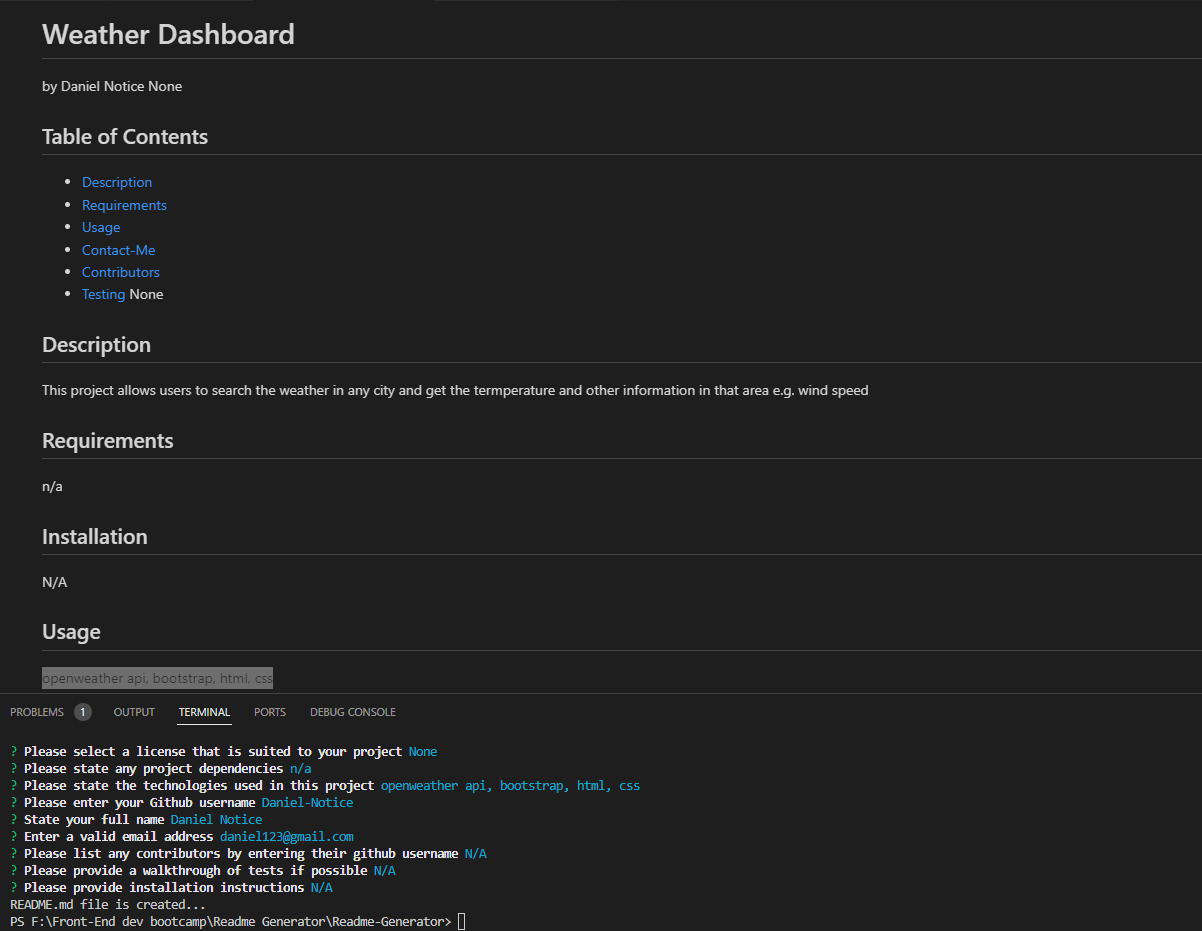 Weather Dashboard
by Daniel Notice None
Table of Contents
Description
Requirements
Usage
Contact-Me
Contributors
Testing None
Description
This project allows users to search the weather in any city and get the termperature and other information in that area e.g. wind speed
Requirements
n/a
Installation
N/A
Usage
openweather api, bootstrap, html, css
PROBLEMS 1 OUTPUT TERMINAL PORTS DEBUG CONSOLE
? Please select a license that is suited to your project None
? Please state any project dependencies n/a
? Please state the technologies used in this project openweather api, bootstrap, html, css
? Please enter your Github username Daniel-Notice
? State your full name Daniel Notice
? Enter a valid email address daniel123@gmail.com
? Please list any contributors by entering their github username N/A
? Please provide a walkthrough of tests if possible N/A
? Please provide installation instructions N/A
README.md file is created...
PS F:\Front-End dev bootcamp\Readme Generator\Readme-Generator>